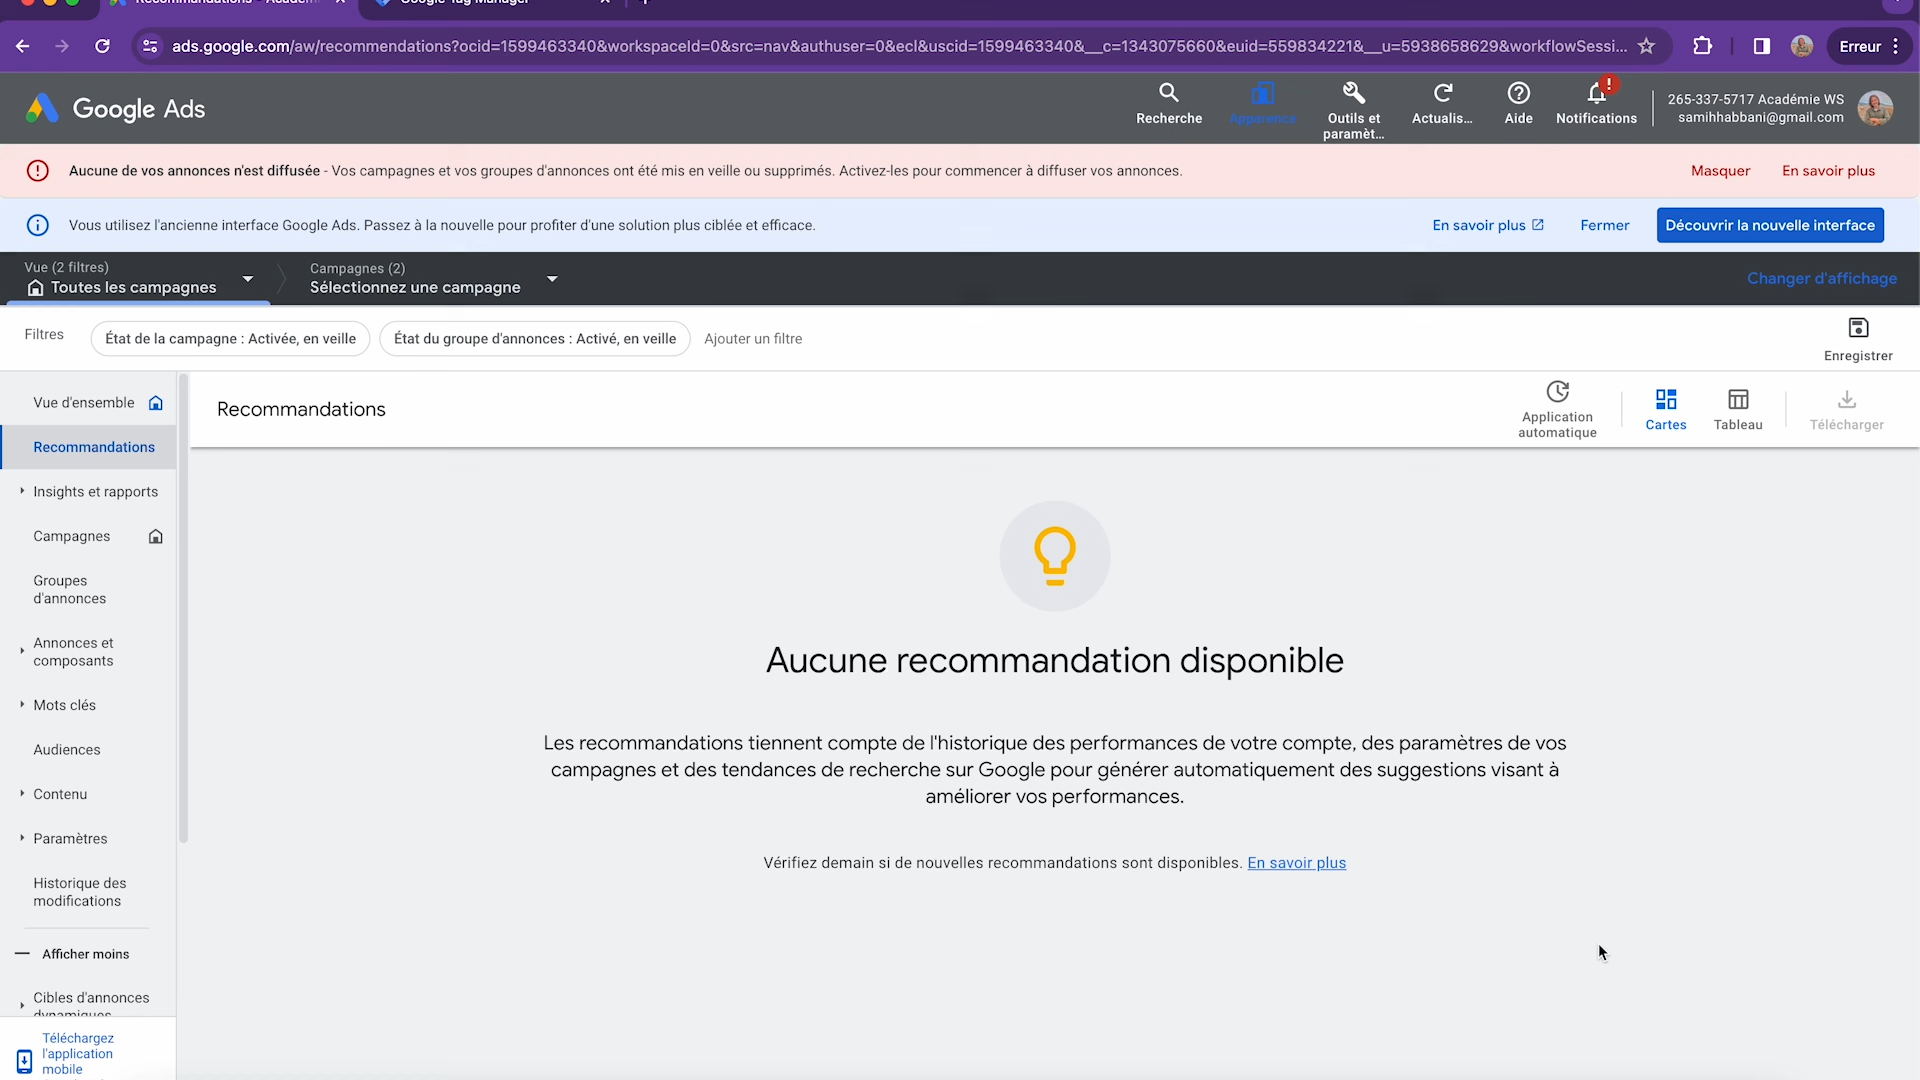 Recommandations - Académ
Google Tag Manager
ads.google.com/aw/recommendations?ocid=1599463340&workspaceId=0&src=nav&authuser=0&ecl&uscid=1599463340&__c=1343075660&euid=559834221&__u=5938658629&workflowSessi...
Erreur
Google Ads
Recherche
Apparence
Outils et
paramèt...
Actualis...
Aide
Notifications
265-337-5717 Académie WS
samihhabbani@gmail.com
Aucune de vos annonces n'est diffusée - Vos campagnes et vos groupes d'annonces ont été mis en veille ou supprimés. Activez-les pour commencer à diffuser vos annonces.
Masquer
En savoir plus
Vous utilisez l'ancienne interface Google Ads. Passez à la nouvelle pour profiter d'une solution plus ciblée et efficace.
En savoir plus
Fermer
Découvrir la nouvelle interface
Vue (2 filtres)
Toutes les campagnes
Campagnes (2)
Sélectionnez une campagne
Changer d'affichage
Filtres
État de la campagne : Activée, en veille
État du groupe d'annonces : Activé, en veille
Ajouter un filtre
Enregistrer
Vue d'ensemble
Recommandations
Insights et rapports
Campagnes
Groupes
d'annonces
Annonces et
composants
Mots clés
Audiences
Contenu
Paramètres
Historique des
modifications
Afficher moins
Cibles d'annonces
dynamiques
Téléchargez
l'application
mobile
Recommandations
Application
automatique
Cartes
Tableau
Télécharger
Aucune recommandation disponible
Les recommandations tiennent compte de l'historique des performances de votre compte, des paramètres de vos
campagnes et des tendances de recherche sur Google pour générer automatiquement des suggestions visant à
améliorer vos performances.
Vérifiez demain si de nouvelles recommandations sont disponibles. En savoir plus